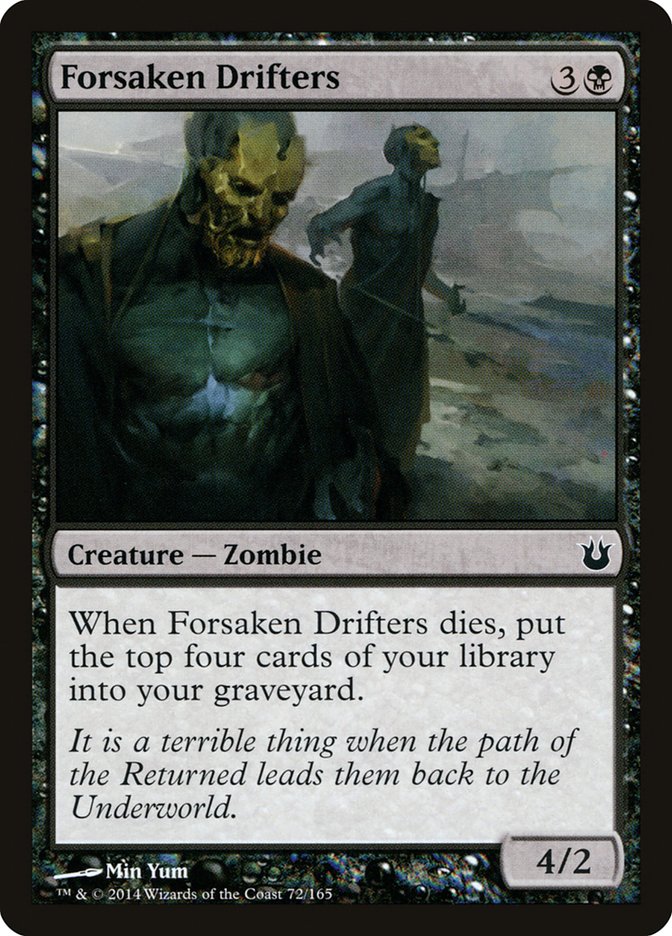 Forsaken Drifters 3
Creature — Zombie
When Forsaken Drifters dies, put
the top four cards of your library
into your graveyard.
It is a terrible thing when the path of
the Returned leads them back to the
Underworld.
4/2
Min Yum
™ & © 2014 Wizards of the Coast 72/165